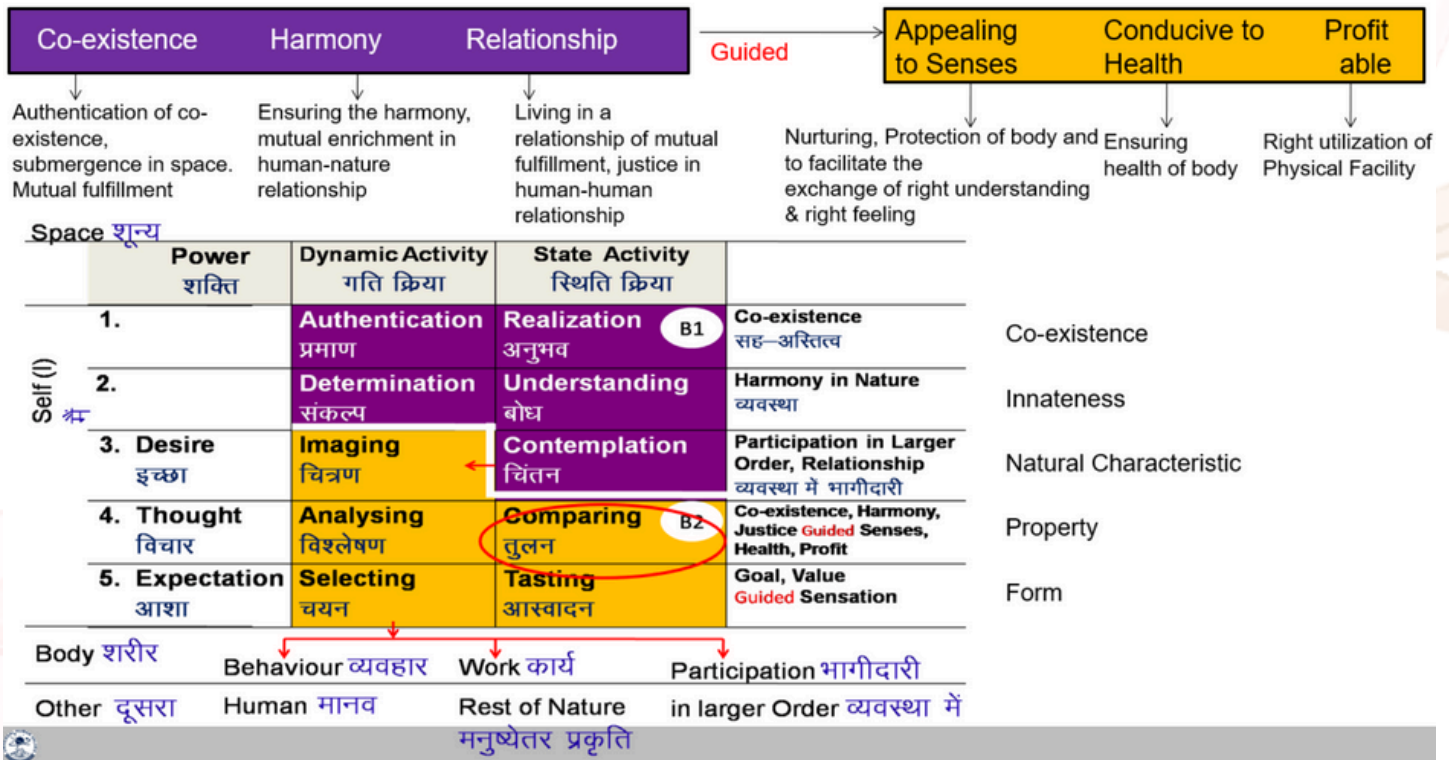 Co-existence Harmony Relationship
Guided
Appealing to Senses Conducive to Health Profit able
Authentication of co-
existence,
submergence in space.
Mutual fulfillment
Ensuring the harmony,
mutual enrichment in
human-nature
relationship
Living in a
relationship of mutual
fulfillment, justice in
human-human
relationship
Nurturing, Protection of body and
to facilitate the
exchange of right understanding
& right feeling
Ensuring
health of body
Right utilization of
Physical Facility
Space शून्य
Power Dynamic Activity State Activity
शक्ति गति क्रिया स्थिति क्रिया
Self (I)
मैं
1. Authentication Realization B1 Co-existence
प्रमाण अनुभव सह–अस्तित्व
Co-existence
2. Determination Understanding Harmony in Nature
संकल्प बोध व्यवस्था
Innateness
3. Desire Imaging Contemplation Participation in Larger
Order, Relationship
इच्छा चित्रण चिंतन व्यवस्था में भागीदारी
Natural Characteristic
4. Thought Analysing Comparing B2 Co-existence, Harmony,
Justice Guided Senses,
विचार विश्लेषण तुलन Health, Profit
Property
5. Expectation Selecting Tasting Goal, Value
आशा चयन आस्वादन Guided Sensation
Form
Body शरीर Behaviour व्यवहार Work कार्य Participation भागीदारी
Other दूसरा Human मानव Rest of Nature in larger Order व्यवस्था में
मनुष्येतर प्रकृति